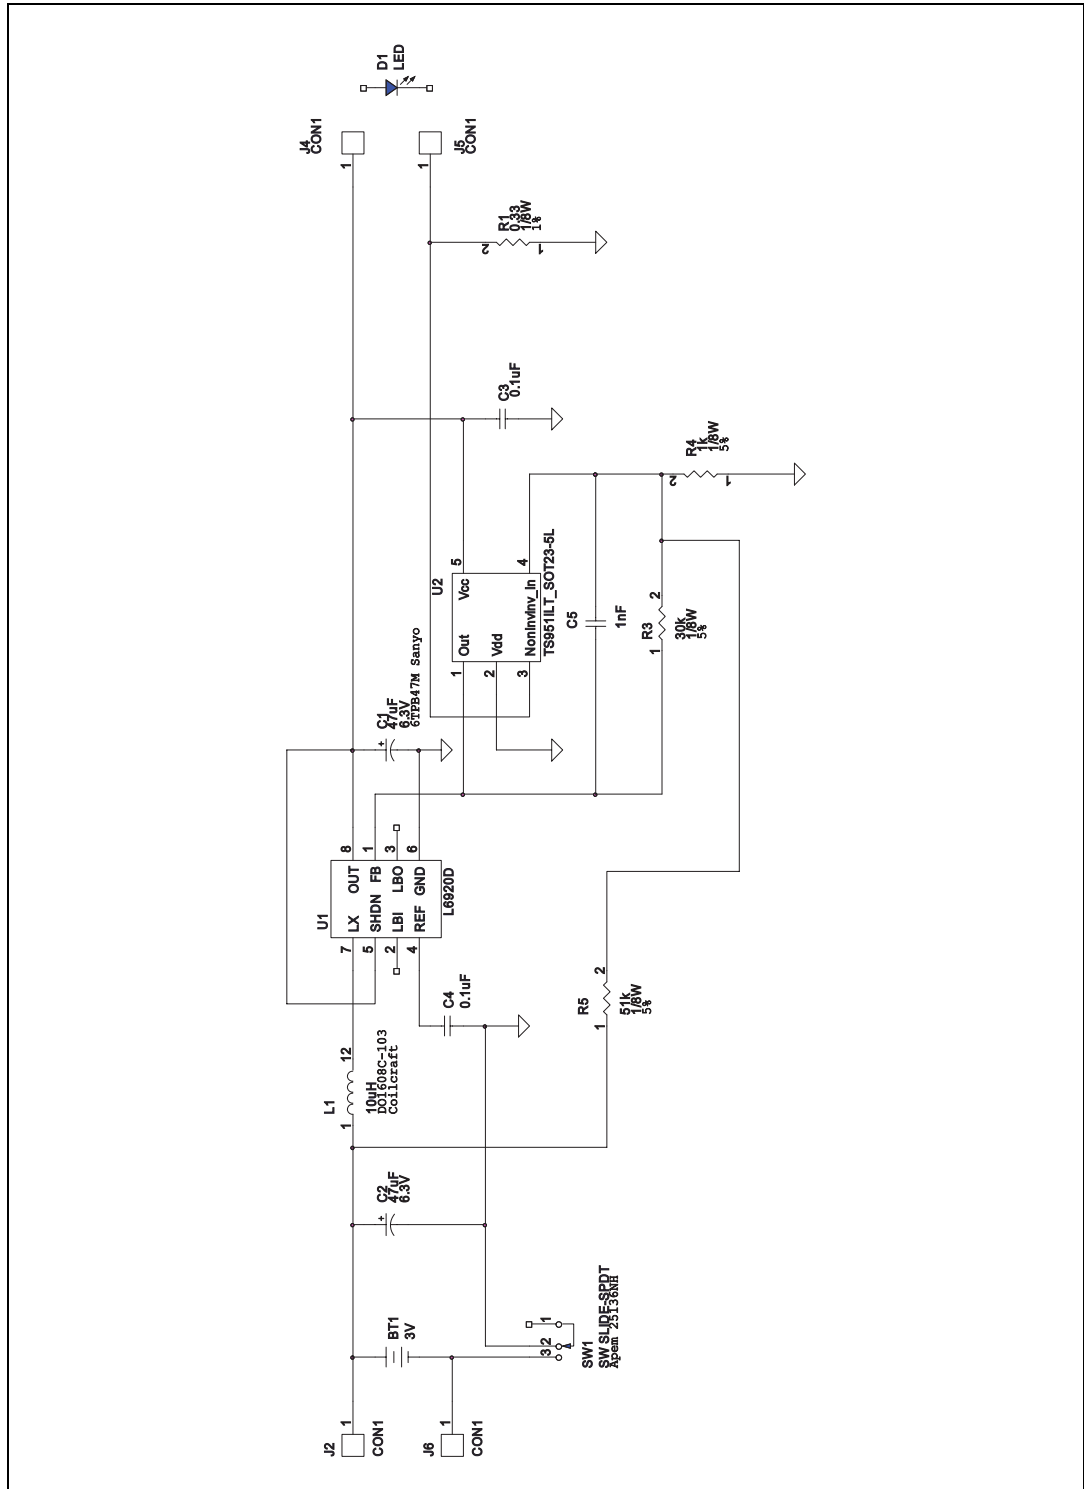 D1
LED
J4
CON1
1
J5
CON1
1
R1
0.33
1/8W
1%
2
1
C3
0.1uF
R4
1k
1/8W
5%
2
1
U2
Vcc
5
4
Out
Vdd
Noninv
Inv_In
1
2
3
TS951ILT_SOT23-5L
C5
1nF
R3
30k
1/8W
5%
1
2
+
C1
47uF
6.3V
6TPB47M Sanyo
U1
LX
OUT
SHDN
FB
LBI
LBO
REF
GND
8
1
3
6
7
5
2
4
L6920D
C4
0.1uF
R5
51k
1/8W
5%
1
2
L1
1
12
10uH
DO1608C-103
Coilcraft
+
C2
47uF
6.3V
BT1
3V
SW1
SW SLIDE-SPDT
Apem 25136NH
3
2
1
J2
CON1
1
J6
CON1
1